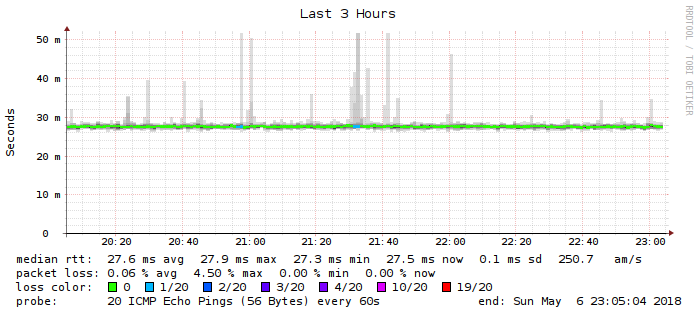 Last 3 Hours
RRDTOOL / TOBI OETIKER
Seconds
50 m
40 m
30 m
20 m
10 m
0
20:20 20:40 21:00 21:20 21:40 22:00 22:20 22:40 23:00
median rtt: 27.6 ms avg 27.9 ms max 27.3 ms min 27.5 ms now 0.1 ms sd 250.7 am/s
packet loss: 0.06 % avg 4.50 % max 0.00 % min 0.00 % now
loss color: 0 1/20 2/20 3/20 4/20 10/20 19/20
probe: 20 ICMP Echo Pings (56 Bytes) every 60s end: Sun May 6 23:05:04 2018